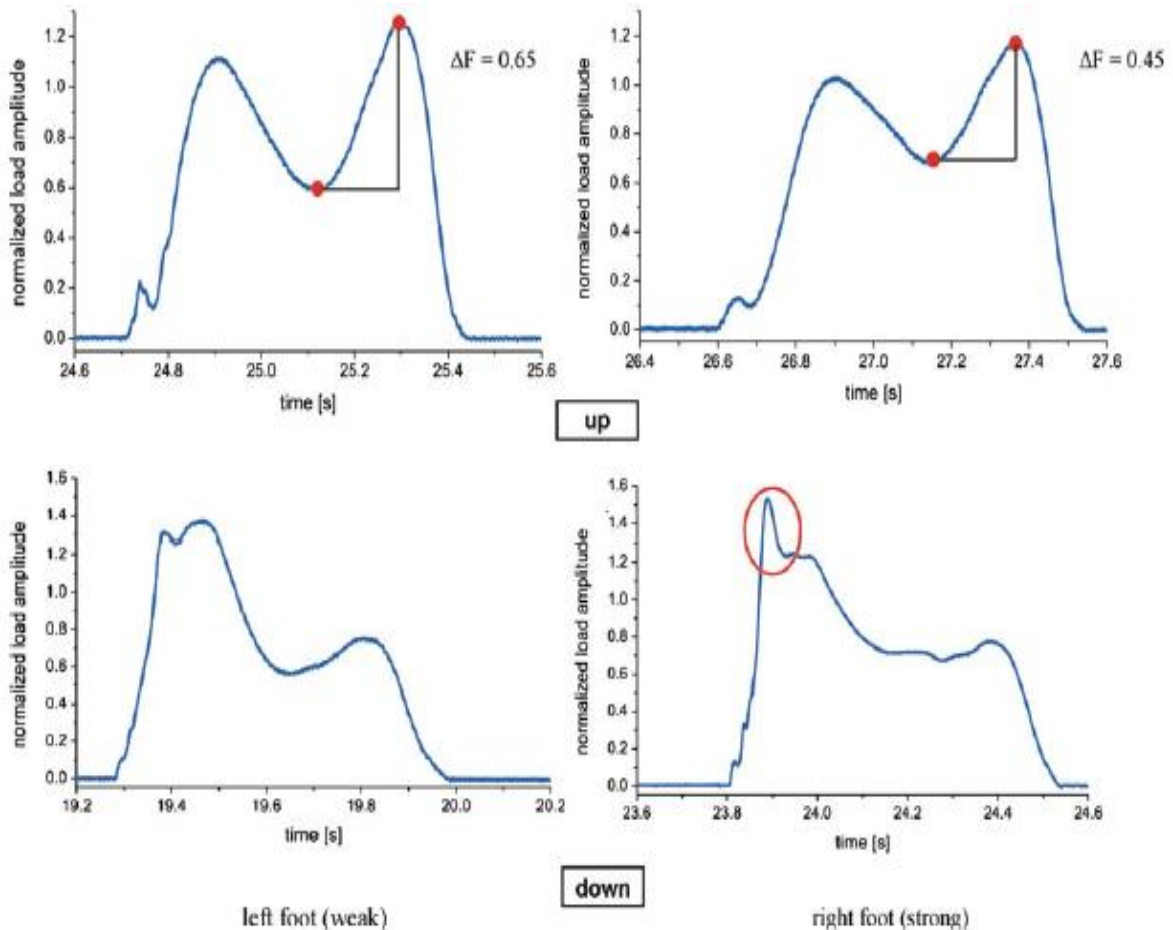 normalized load amplitude
1.2
1.0
0.8
0.6
0.4
0.2
0.0
ΔF = 0.65
24.6 24.8 25.0 25.2 25.4 25.6
time [s]
normalized load amplitude
1.2
1.0
0.8
0.6
0.4
0.2
0.0
ΔF = 0.45
26.4 26.6 26.8 27.0 27.2 27.4 27.6
time [s]
up
normalized load amplitude
1.6
1.4
1.2
1.0
0.8
0.6
0.4
0.2
0.0
19.2 19.4 19.6 19.8 20.0 20.2
time [s]
normalized load amplitude
1.6
1.4
1.2
1.0
0.8
0.6
0.4
0.2
0.0
23.6 23.8 24.0 24.2 24.4 24.6
time [s]
down
left foot (weak)
right foot (strong)